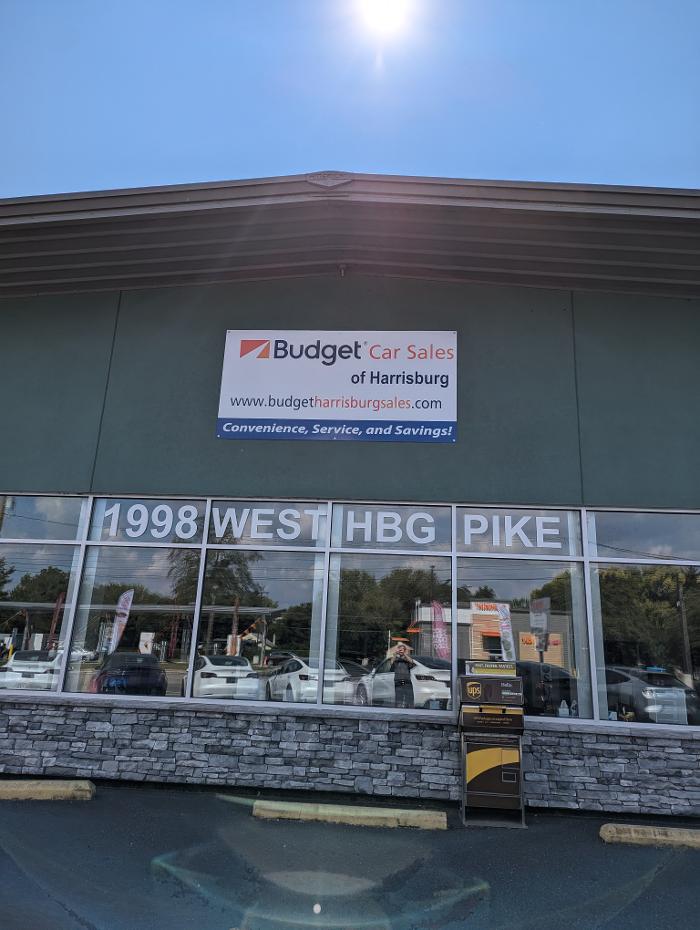 Budget® Car Sales
of Harrisburg
www.budgetharrisburgsales.com
Convenience, Service, and Savings!
1998 WEST HBG PIKE
ups